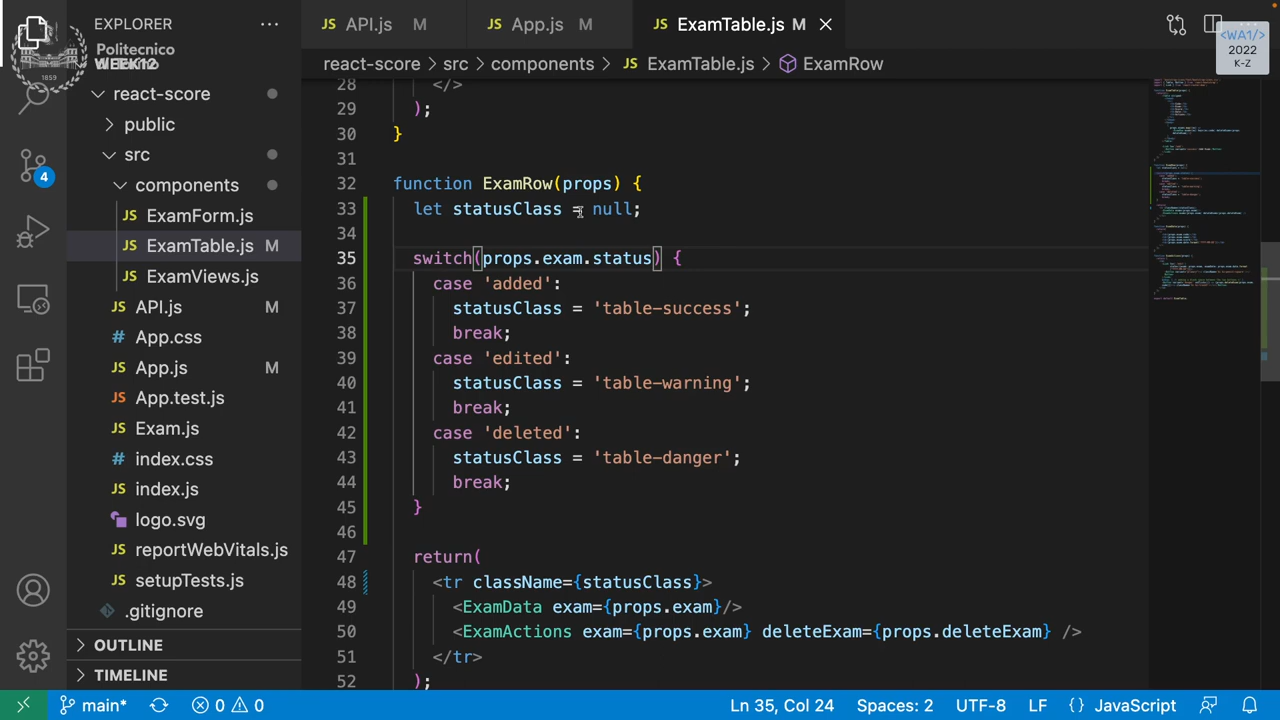 EXPLORER
Politecnico
WEEK12
1859
react-score
public
src
components
ExamForm.js
ExamTable.js M
ExamViews.js
API.js M
App.css
App.js M
App.test.js
Exam.js
index.css
index.js
logo.svg
reportWebVitals.js
setupTests.js
.gitignore
OUTLINE
TIMELINE
4
API.js M
App.js M
ExamTable.js M
<WA1/>
2022
K-Z
react-score > src > components > JS ExamTable.js > ExamRow
28 </>
29 );
30 }
31
32 function ExamRow(props) {
33 let statusClass = null;
34
35 switch(props.exam.status) {
36 case 'added':
37 statusClass = 'table-success';
38 break;
39 case 'edited':
40 statusClass = 'table-warning';
41 break;
42 case 'deleted':
43 statusClass = 'table-danger';
44 break;
45 }
46
47 return(
48 <tr className={statusClass}>
49 <ExamData exam={props.exam}/>
50 <ExamActions exam={props.exam} deleteExam={props.deleteExam} />
51 </tr>
52 );
main* 0 0 Ln 35, Col 24 Spaces: 2 UTF-8 LF {} JavaScript